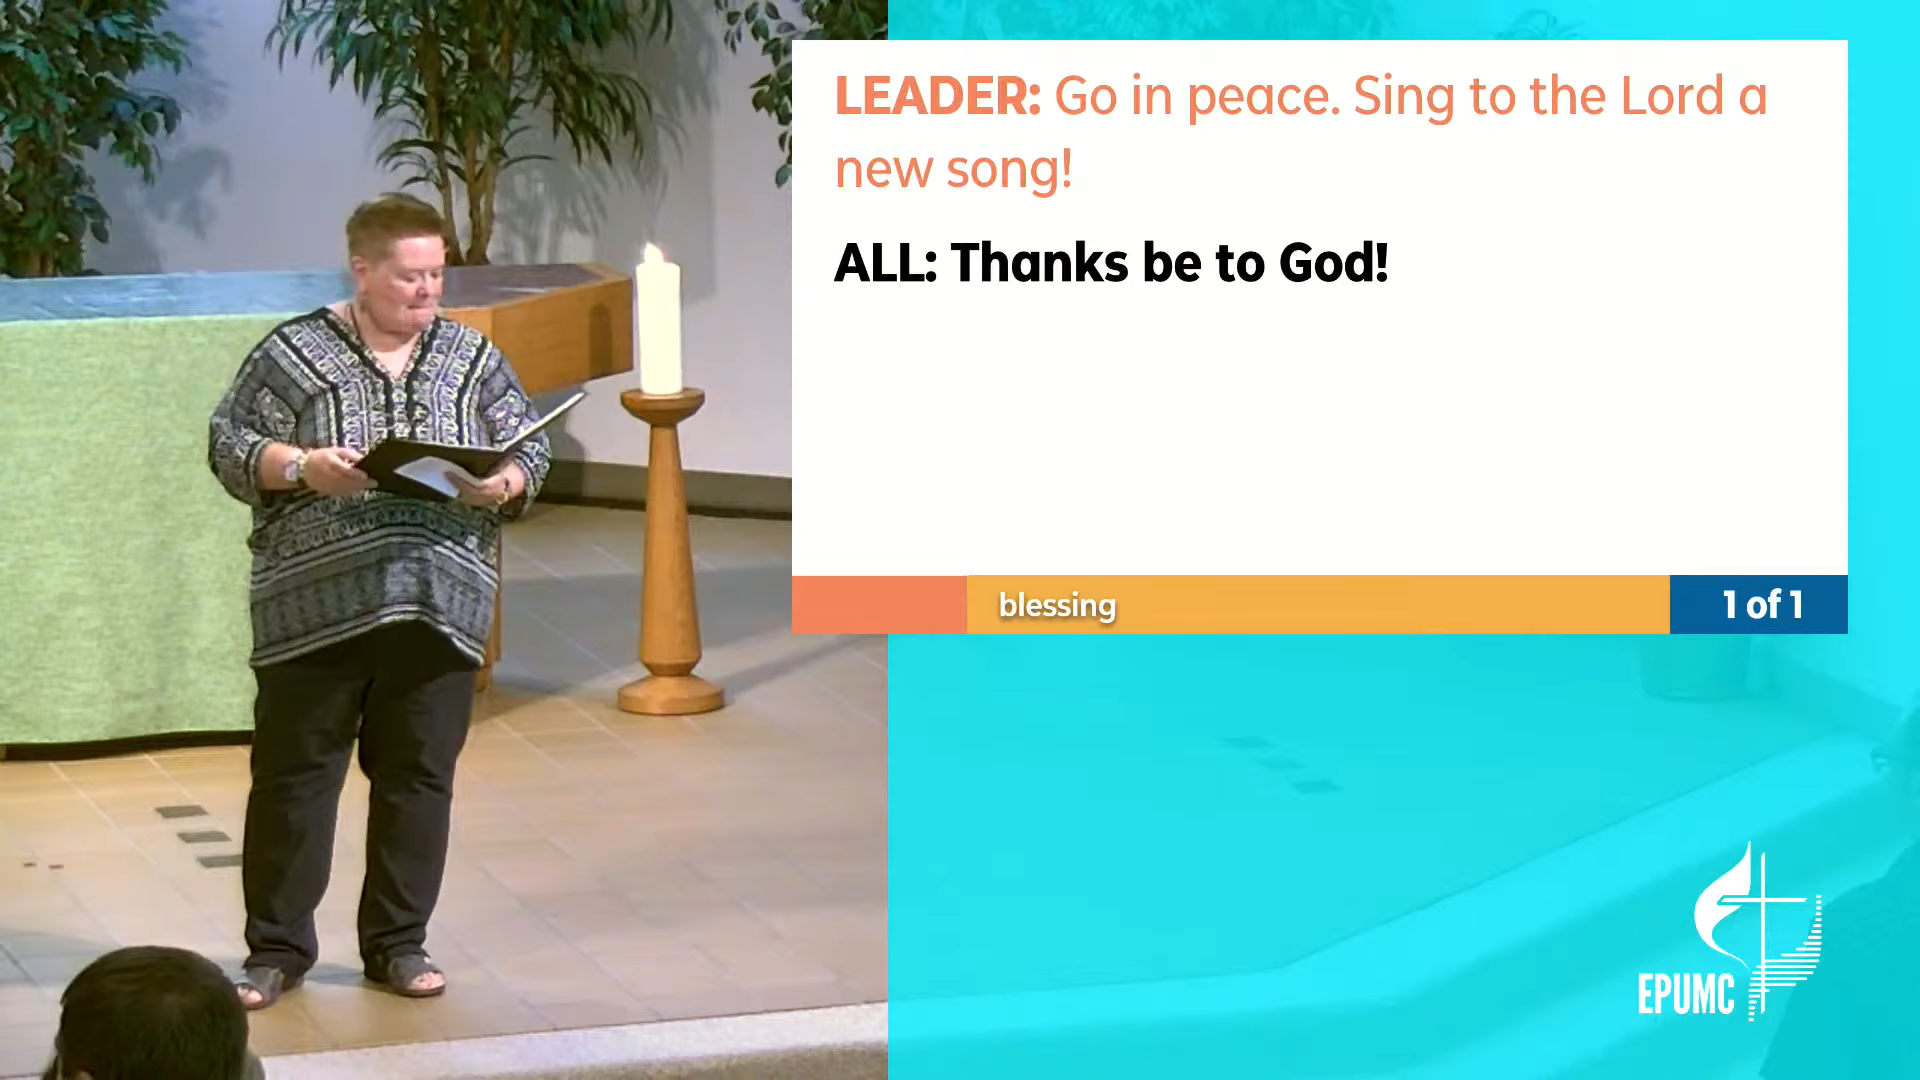 LEADER: Go in peace. Sing to the Lord a
new song!
ALL: Thanks be to God!
blessing
1 of 1
EPUMC